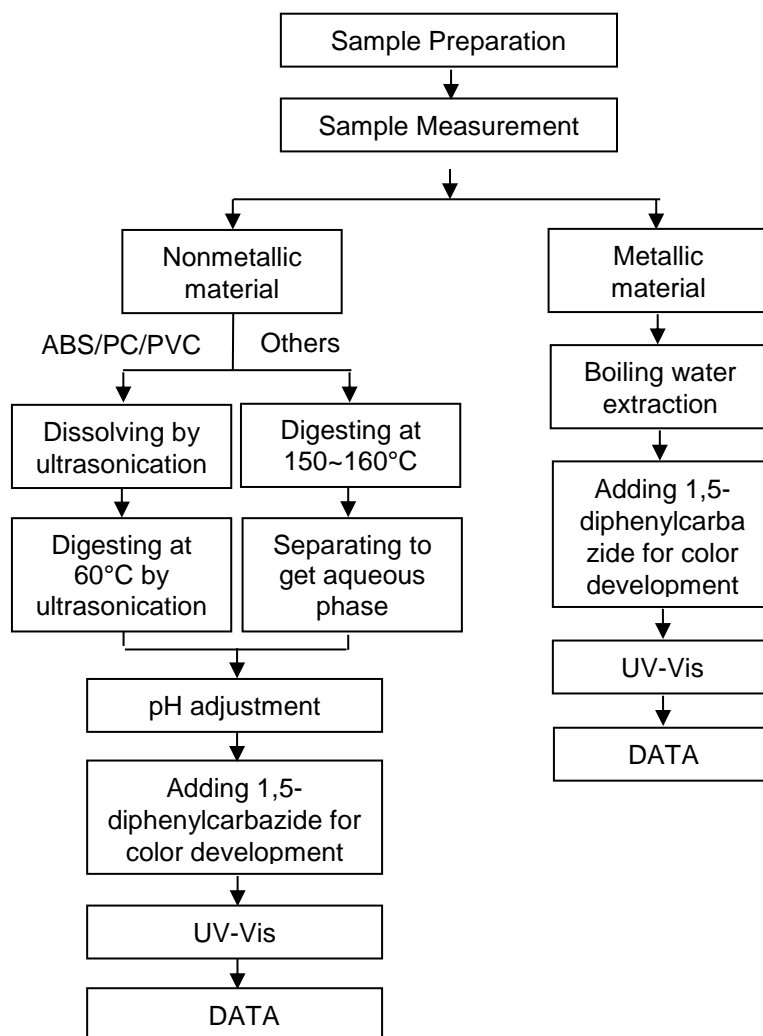 Sample Preparation
Sample Measurement
Nonmetallic
material
Metallic
material
ABS/PC/PVC
Others
Boiling water
extraction
Dissolving by
ultrasonication
Digesting at
150~160°C
Adding 1,5-
diphenylcarba
zide for color
development
Digesting at
60°C by
ultrasonication
Separating to
get aqueous
phase
UV-Vis
pH adjustment
DATA
Adding 1,5-
diphenylcarbazide for
color development
UV-Vis
DATA